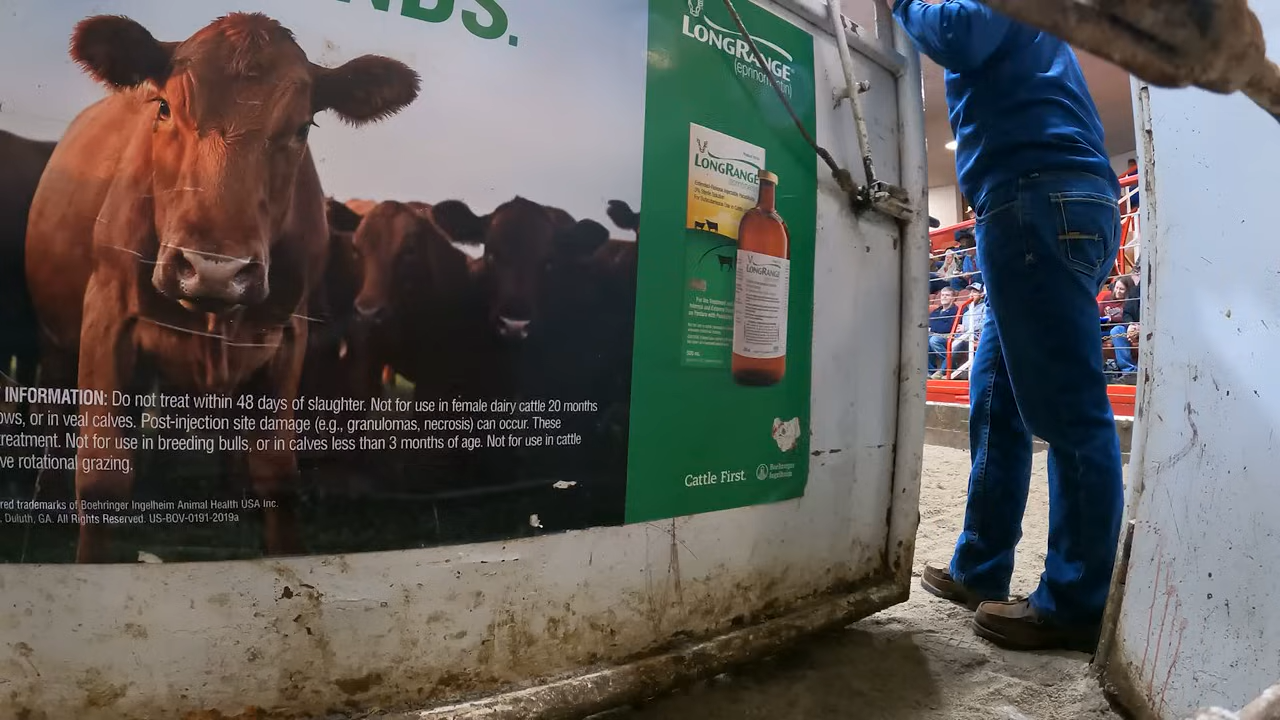 NDS.
LONGRANGE
(eprinomectin)
LONGRANGE
LONGRANGE
INFORMATION: Do not treat within 48 days of slaughter. Not for use in female dairy cattle 20 months
ows, or in veal calves. Post-injection site damage (e.g., granulomas, necrosis) can occur. These
treatment. Not for use in breeding bulls, or in calves less than 3 months of age. Not for use in cattle
ve rotational grazing.
Cattle First.
Boehringer
Ingelheim
red trademarks of Boehringer Ingelheim Animal Health USA Inc.
, Duluth, GA. All Rights Reserved. US-BOV-0191-2019a